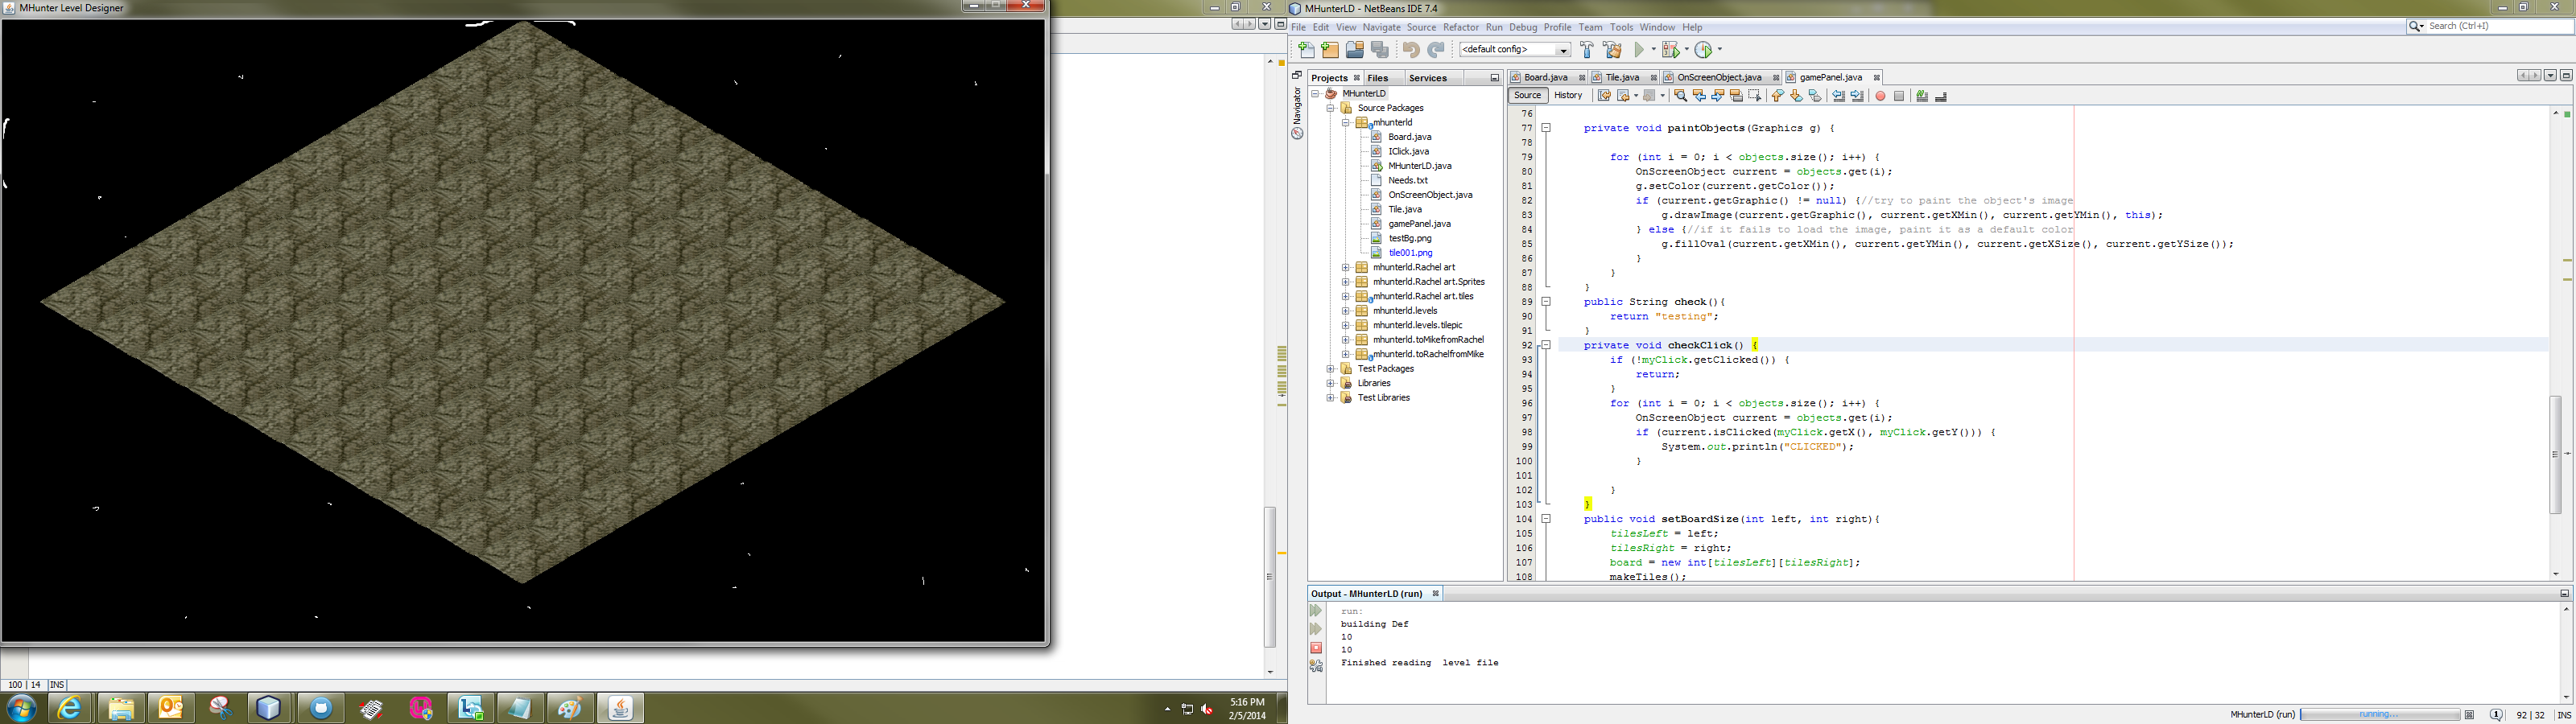 MHunter Level Designer
MHunterLD - NetBeans IDE 7.4
File Edit View Navigate Source Refactor Run Debug Profile Team Tools Window Help
Search (Ctrl+I)
<default config>
Projects Files Services
Navigator
MHunterLD
Source Packages
mhunterld
Board.java
IClick.java
MHunterLD.java
Needs.txt
OnScreenObject.java
Tile.java
gamePanel.java
testBg.png
tile001.png
mhunterld.Rachel art
mhunterld.Rachel art.Sprites
mhunterld.Rachel art.tiles
mhunterld.levels
mhunterld.levels.tilepic
mhunterld.toMikefromRachel
mhunterld.toRachelfromMike
Test Packages
Libraries
Test Libraries
Board.java Tile.java OnScreenObject.java gamePanel.java
Source History
76
77 private void paintObjects(Graphics g) {
78
79 for (int i = 0; i < objects.size(); i++) {
80 OnScreenObject current = objects.get(i);
81 g.setColor(current.getColor());
82 if (current.getGraphic() != null) {//try to paint the object's image
83 g.drawImage(current.getGraphic(), current.getXMin(), current.getYMin(), this);
84 } else {//if it fails to load the image, paint it as a default color
85 g.fillOval(current.getXMin(), current.getYMin(), current.getXSize(), current.getYSize());
86 }
87 }
88 }
89 public String check(){
90 return "testing";
91 }
92 private void checkClick() {
93 if (!myClick.getClicked()) {
94 return;
95 }
96 for (int i = 0; i < objects.size(); i++) {
97 OnScreenObject current = objects.get(i);
98 if (current.isClicked(myClick.getX(), myClick.getY())) {
99 System.out.println("CLICKED");
100 }
101
102 }
103 }
104 public void setBoardSize(int left, int right){
105 tilesLeft = left;
106 tilesRight = right;
107 board = new int[tilesLeft][tilesRight];
108 makeTiles();
Output - MHunterLD (run)
run:
building Def
10
10
Finished reading  level file
100 | 14 INS
5:16 PM
2/5/2014
MHunterLD (run) running... 92 | 32 INS